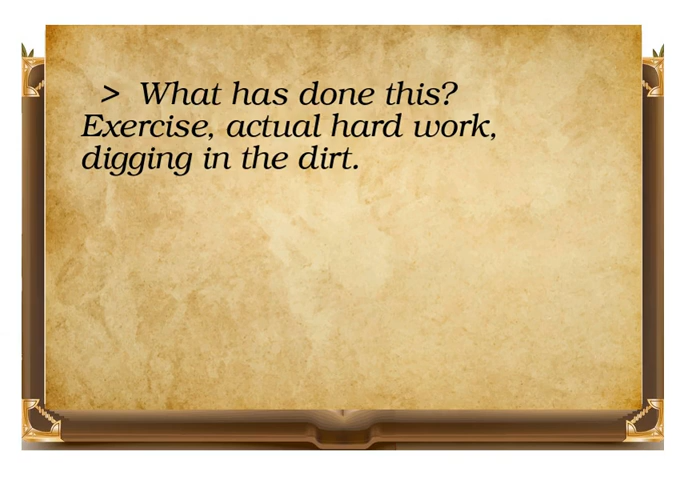 > What has done this?
Exercise, actual hard work,
digging in the dirt.